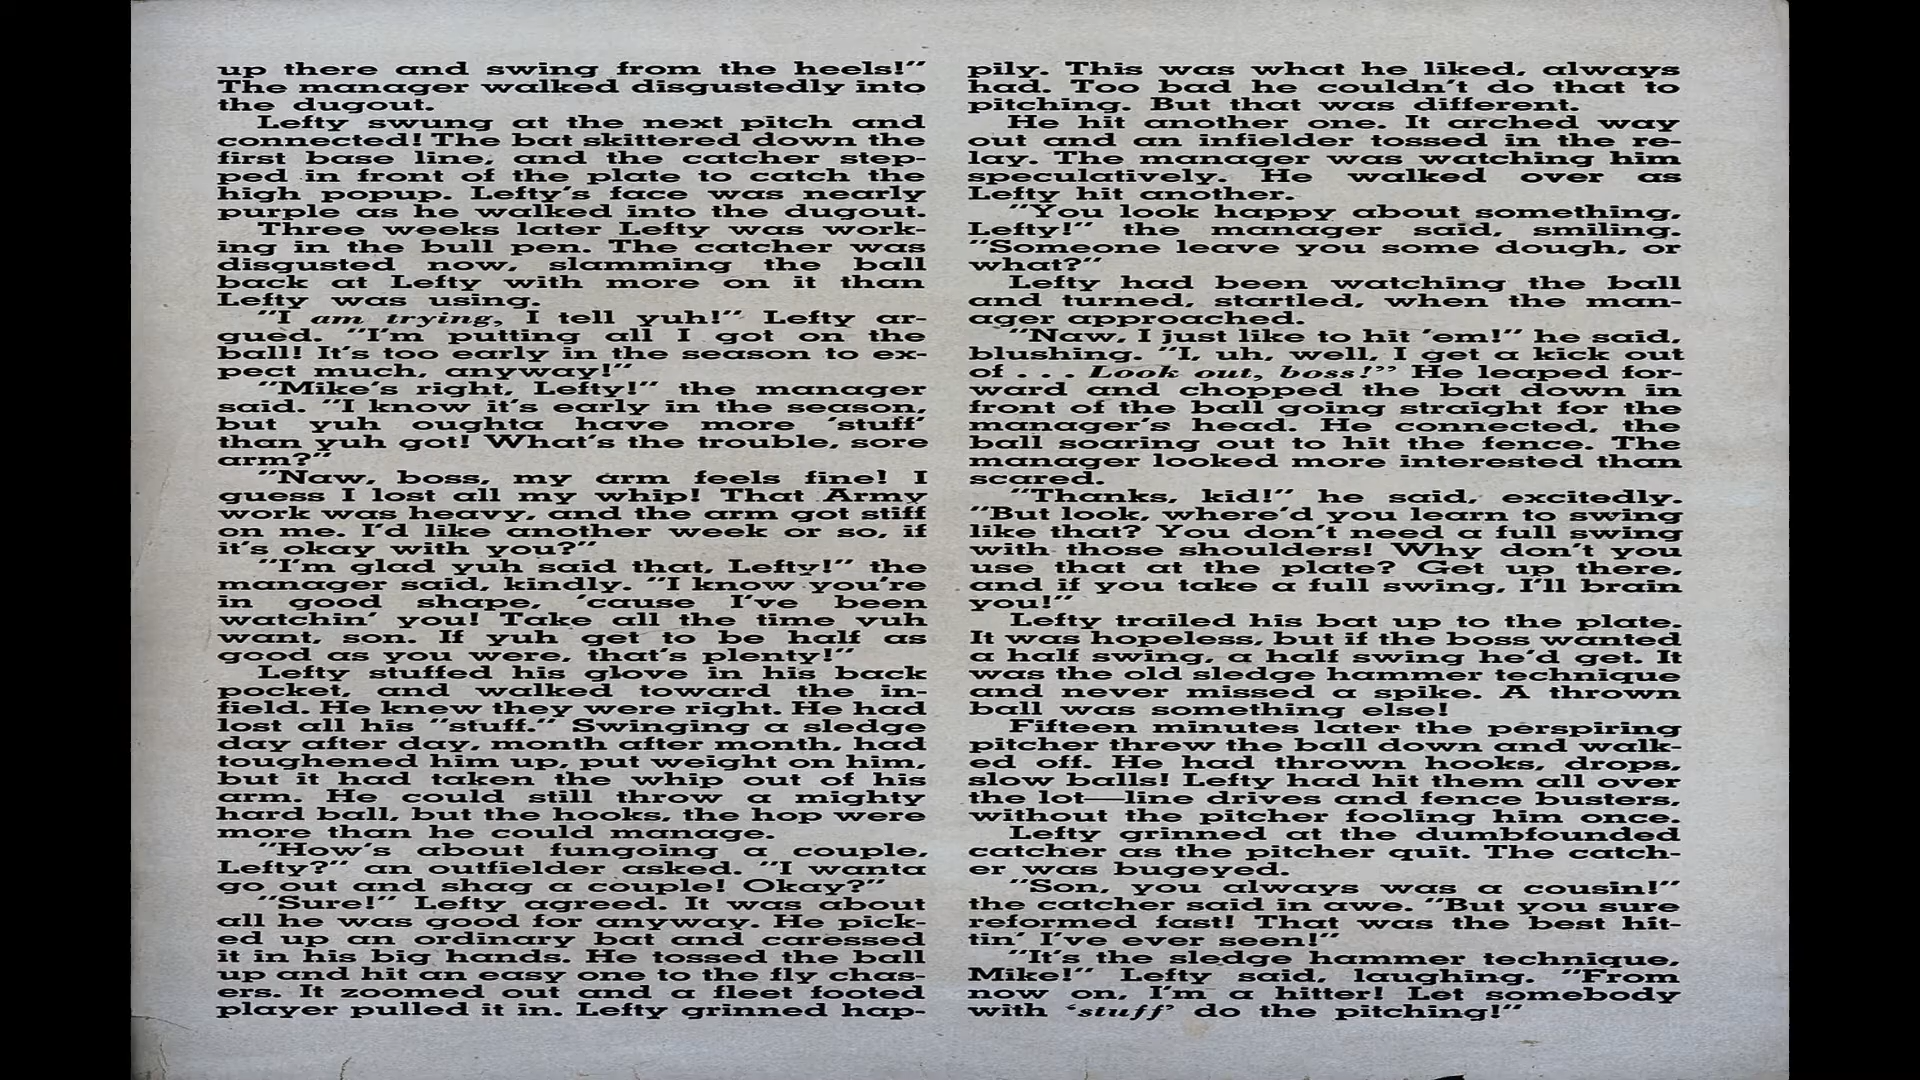 up there and swing from the heels!"
The manager walked disgustedly into
the dugout.
Lefty swung at the next pitch and
connected! The bat skittered down the
first base line, and the catcher step-
ped in front of the plate to catch the
high popup. Lefty's face was nearly
purple as he walked into the dugout.
Three weeks later Lefty was work-
ing in the bull pen. The catcher was
disgusted now, slamming the ball
back at Lefty with more on it than
Lefty was using.
"I am trying, I tell yuh!" Lefty ar-
gued. "I'm putting all I got on the
ball! It's too early in the season to ex-
pect much, anyway!"
"Mike's right, Lefty!" the manager
said. "I know it's early in the season,
but yuh oughta have more 'stuff'
than yuh got! What's the trouble, sore
arm?"
"Naw, boss, my arm feels fine! I
guess I lost all my whip! That Army
work was heavy, and the arm got stiff
on me. I'd like another week or so, if
it's okay with you?"
"I'm glad yuh said that, Lefty!" the
manager said, kindly. "I know you're
in good shape, 'cause I've been
watchin' you! Take all the time yuh
want, son. If yuh get to be half as
good as you were, that's plenty!"
Lefty stuffed his glove in his back
pocket, and walked toward the in-
field. He knew they were right. He had
lost all his "stuff." Swinging a sledge
day after day, month after month, had
toughened him up, put weight on him,
but it had taken the whip out of his
arm. He could still throw a mighty
hard ball, but the hooks, the hop were
more than he could manage.
"How's about fungoing a couple,
Lefty?" an outfielder asked. "I wanta
go out and shag a couple! Okay?"
"Sure!" Lefty agreed. It was about
all he was good for anyway. He pick-
ed up an ordinary bat and caressed
it in his big hands. He tossed the ball
up and hit an easy one to the fly chas-
ers. It zoomed out and a fleet footed
player pulled it in. Lefty grinned hap-
pily. This was what he liked, always
had. Too bad he couldn't do that to
pitching. But that was different.
He hit another one. It arched way
out and an infielder tossed in the re-
lay. The manager was watching him
speculatively. He walked over as
Lefty hit another.
"You look happy about something,
Lefty!" the manager said, smiling.
"Someone leave you some dough, or
what?"
Lefty had been watching the ball
and turned, startled, when the man-
ager approached.
"Naw, I just like to hit 'em!" he said,
blushing. "I, uh, well, I get a kick out
of . . . Look out, boss!" He leaped for-
ward and chopped the bat down in
front of the ball going straight for the
manager's head. He connected, the
ball soaring out to hit the fence. The
manager looked more interested than
scared.
"Thanks, kid!" he said, excitedly.
"But look, where'd you learn to swing
like that? You don't need a full swing
with those shoulders! Why don't you
use that at the plate? Get up there,
and if you take a full swing, I'll brain
you!"
Lefty trailed his bat up to the plate.
It was hopeless, but if the boss wanted
a half swing, a half swing he'd get. It
was the old sledge hammer technique
and never missed a spike. A thrown
ball was something else!
Fifteen minutes later the perspiring
pitcher threw the ball down and walk-
ed off. He had thrown hooks, drops,
slow balls! Lefty had hit them all over
the lot—line drives and fence busters,
without the pitcher fooling him once.
Lefty grinned at the dumbfounded
catcher as the pitcher quit. The catch-
er was bugeyed.
"Son, you always was a cousin!"
the catcher said in awe. "But you sure
reformed fast! That was the best hit-
tin' I've ever seen!"
"It's the sledge hammer technique,
Mike!" Lefty said, laughing. "From
now on, I'm a hitter! Let somebody
with 'stuff' do the pitching!"